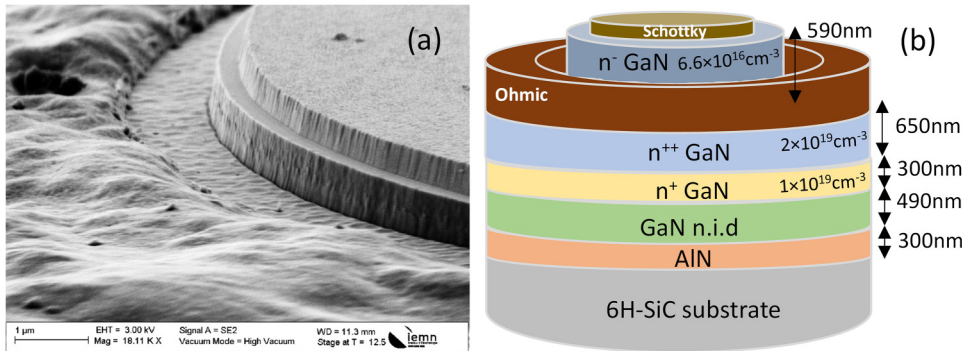 (a)
1 µm
EHT = 3.00 kV
Mag = 18.11 K X
Signal A = SE2
Vacuum Mode = High Vacuum
WD = 11.3 mm
Stage at T = 12.5
iemn
(b)
Schottky
590nm
n⁻ GaN 6.6×10¹⁶cm⁻³
Ohmic
650nm
n⁺⁺ GaN 2×10¹⁹cm⁻³
300nm
n⁺ GaN 1×10¹⁹cm⁻³
490nm
GaN n.i.d
300nm
AlN
6H-SiC substrate